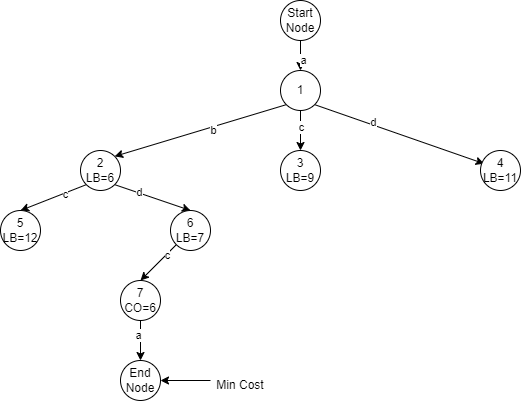 Start
Node
a
1
b
c
d
2
LB=6
3
LB=9
4
LB=11
c
d
5
LB=12
6
LB=7
c
7
CO=6
a
End
Node
Min Cost